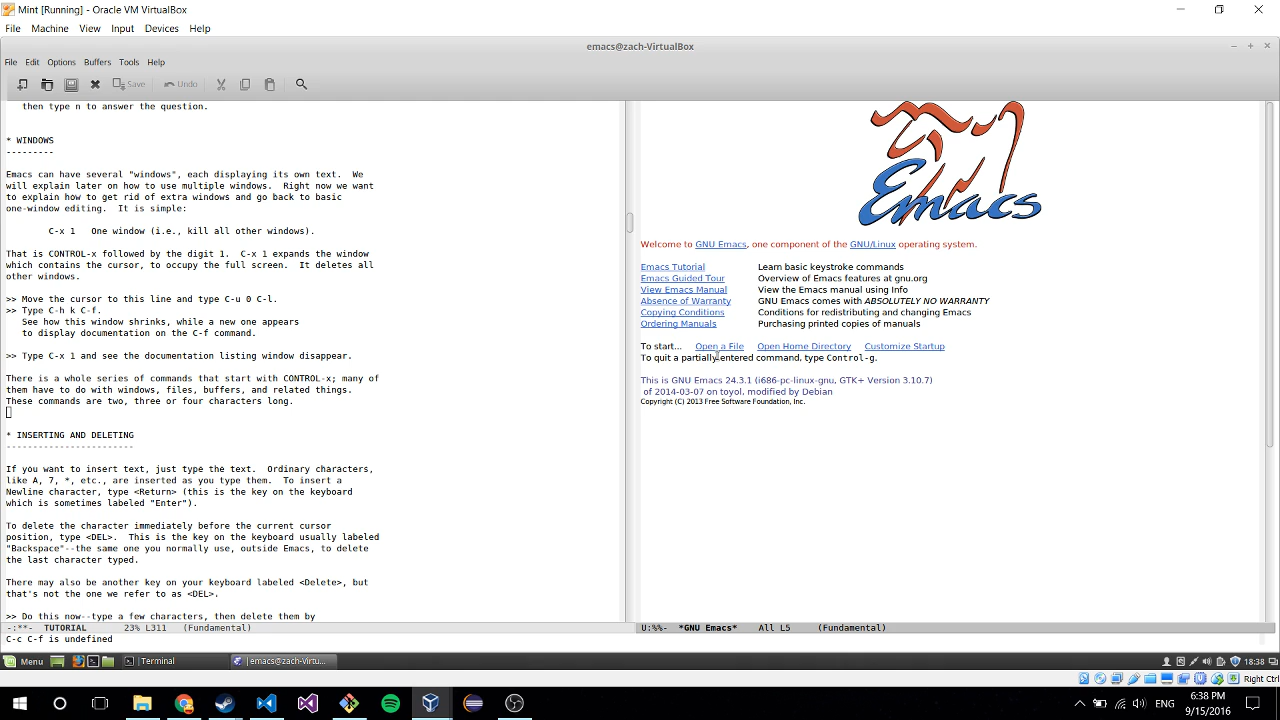 Mint [Running] - Oracle VM VirtualBox
File Machine View Input Devices Help
emacs@zach-VirtualBox
File Edit Options Buffers Tools Help
Save Undo
then type n to answer the question.
* WINDOWS
---------
Emacs can have several "windows", each displaying its own text.  We
will explain later on how to use multiple windows.  Right now we want
to explain how to get rid of extra windows and go back to basic
one-window editing.  It is simple:
C-x 1   One window (i.e., kill all other windows).
That is CONTROL-x followed by the digit 1.  C-x 1 expands the window
which contains the cursor, to occupy the full screen.  It deletes all
other windows.
>> Move the cursor to this line and type C-u 0 C-l.
>> Type C-h k C-f.
See how this window shrinks, while a new one appears
to display documentation on the C-f command.
>> Type C-x 1 and see the documentation listing window disappear.
There is a whole series of commands that start with CONTROL-x; many of
them have to do with windows, files, buffers, and related things.
These commands are two, three or four characters long.
* INSERTING AND DELETING
------------------------
If you want to insert text, just type the text.  Ordinary characters,
like A, 7, *, etc., are inserted as you type them.  To insert a
Newline character, type <Return> (this is the key on the keyboard
which is sometimes labeled "Enter").
To delete the character immediately before the current cursor
position, type <DEL>.  This is the key on the keyboard usually labeled
"Backspace"--the same one you normally use, outside Emacs, to delete
the last character typed.
There may also be another key on your keyboard labeled <Delete>, but
that's not the one we refer to as <DEL>.
>> Do this now--type a few characters, then delete them by
-:**-  TUTORIAL      23% L311   (Fundamental)
C-c C-f is undefined
Emacs
Welcome to GNU Emacs, one component of the GNU/Linux operating system.
Emacs Tutorial Learn basic keystroke commands
Emacs Guided Tour Overview of Emacs features at gnu.org
View Emacs Manual View the Emacs manual using Info
Absence of Warranty GNU Emacs comes with ABSOLUTELY NO WARRANTY
Copying Conditions Conditions for redistributing and changing Emacs
Ordering Manuals Purchasing printed copies of manuals
To start... Open a File Open Home Directory Customize Startup
To quit a partially entered command, type Control-g.
This is GNU Emacs 24.3.1 (i686-pc-linux-gnu, GTK+ Version 3.10.7)
of 2014-03-07 on toyol, modified by Debian
Copyright (C) 2013 Free Software Foundation, Inc.
U:%%-  *GNU Emacs*    All L5     (Fundamental)
Menu Terminal emacs@zach-Virtu... 18:38
Right Ctrl
ENG 6:38 PM
9/15/2016